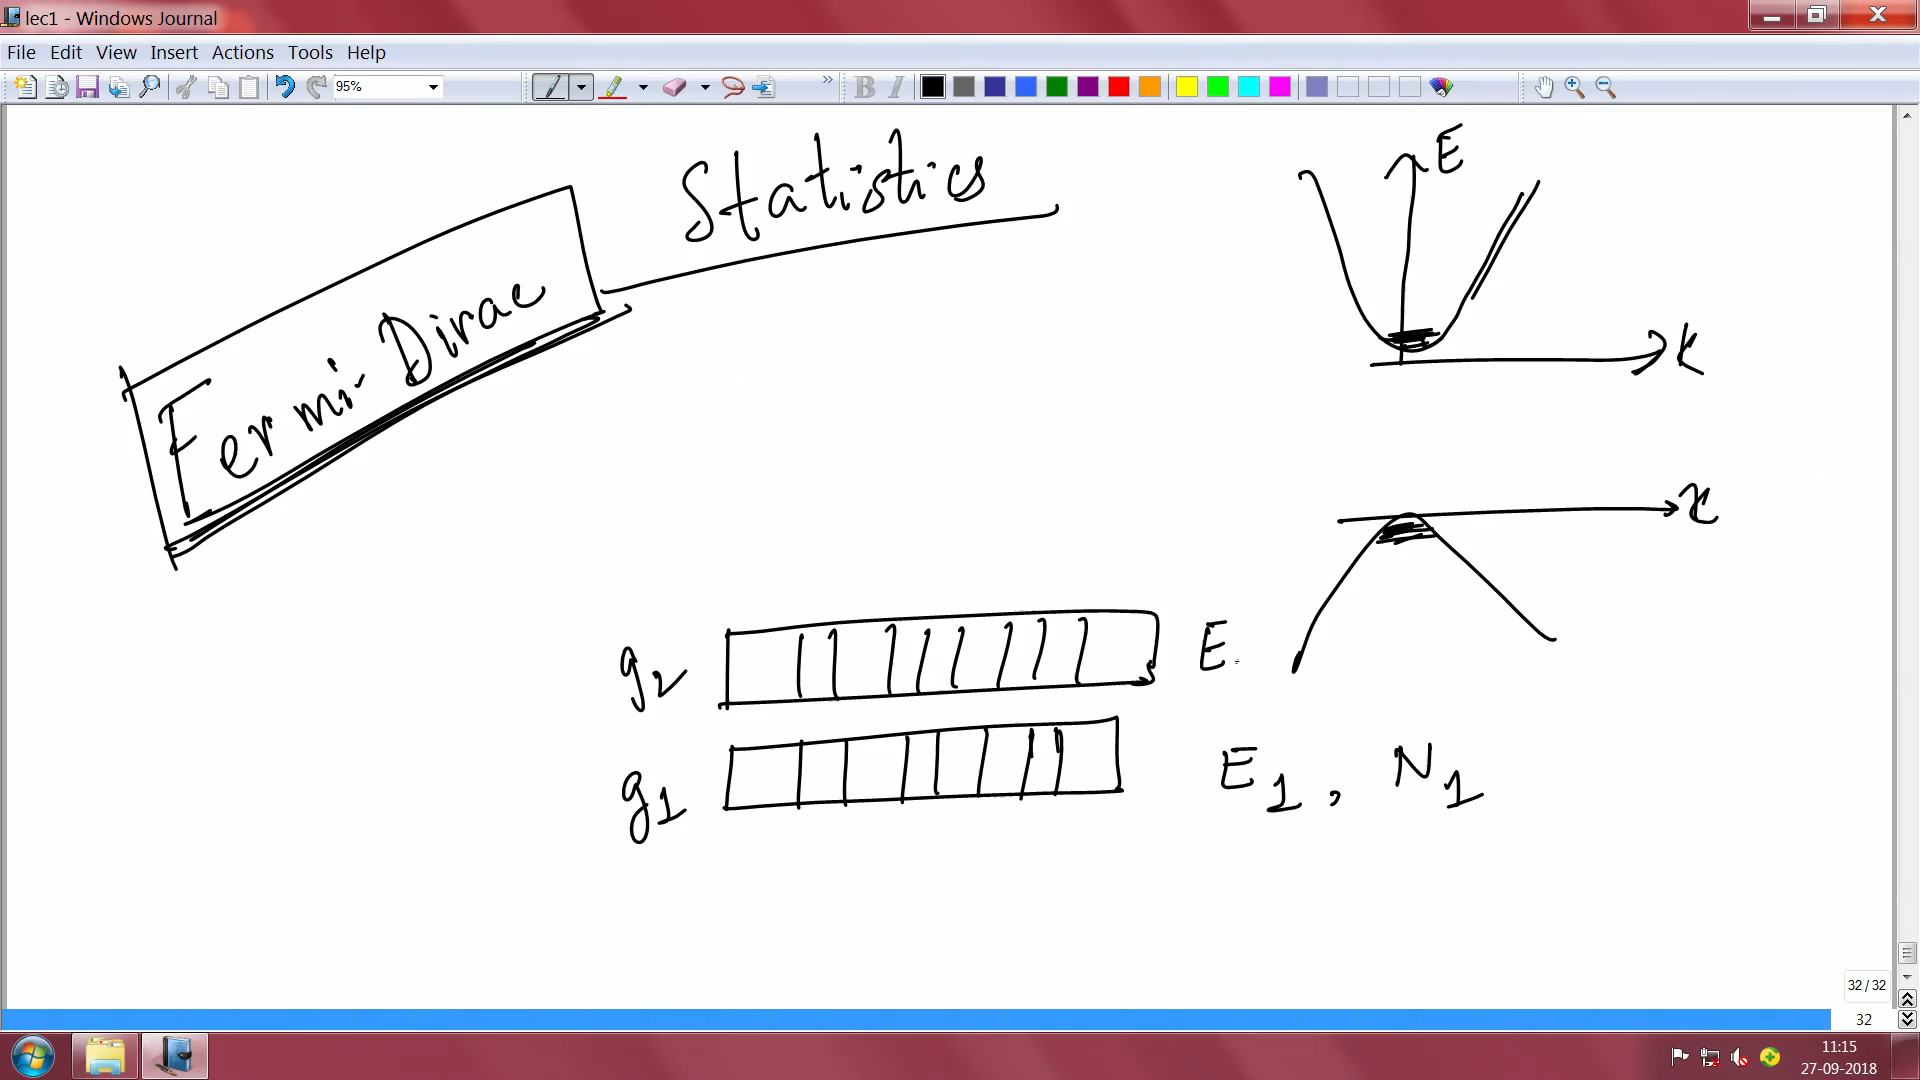 lec1 - Windows Journal
File Edit View Insert Actions Tools Help
95%
B I
Statistics
Fermi-Dirac
E
k
x
g2 E
g1 E1, N1
32 / 32
32
11:15
27-09-2018